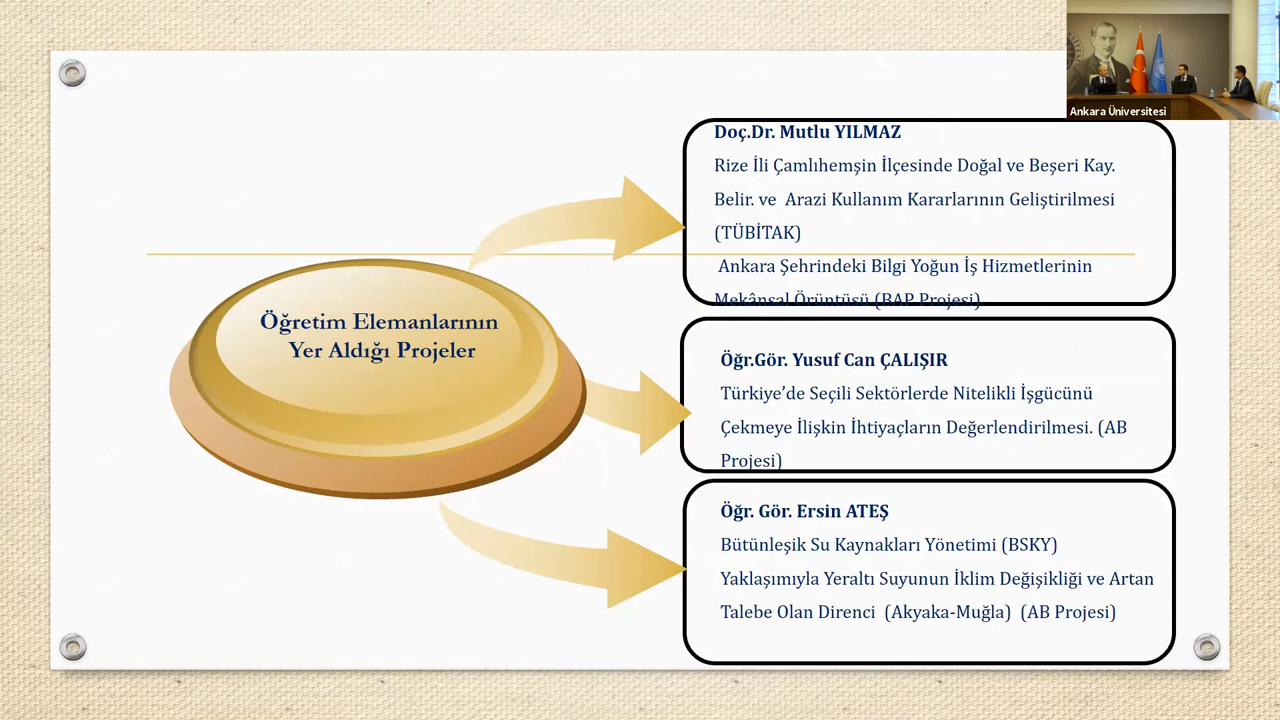 Ankara Üniversitesi
Öğretim Elemanlarının
Yer Aldığı Projeler
Doç.Dr. Mutlu YILMAZ
Rize İli Çamlıhemşin İlçesinde Doğal ve Beşeri Kay.
Belir. ve Arazi Kullanım Kararlarının Geliştirilmesi
(TÜBİTAK)
Ankara Şehrindeki Bilgi Yoğun İş Hizmetlerinin
Mekânsal Örüntüsü (BAP Projesi)
Öğr.Gör. Yusuf Can ÇALIŞIR
Türkiye’de Seçili Sektörlerde Nitelikli İşgücünü
Çekmeye İlişkin İhtiyaçların Değerlendirilmesi. (AB
Projesi)
Öğr. Gör. Ersin ATEŞ
Bütünleşik Su Kaynakları Yönetimi (BSKY)
Yaklaşımıyla Yeraltı Suyunun İklim Değişikliği ve Artan
Talebe Olan Direnci (Akyaka-Muğla) (AB Projesi)